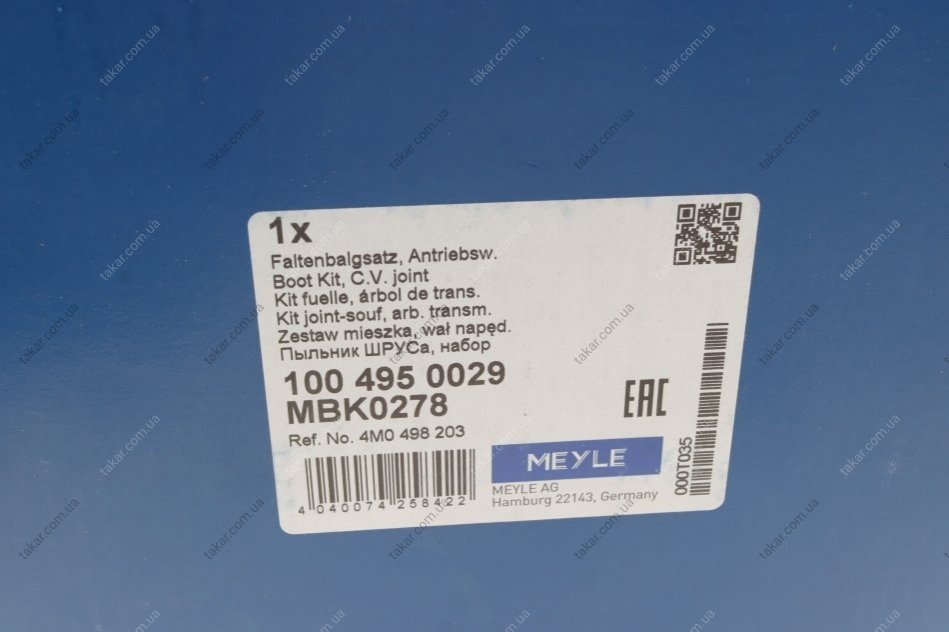 1x
Faltenbalgsatz, Antriebsw.
Boot Kit, C.V. joint
Kit fuelle, árbol de trans.
Kit joint-souf, arb. transm.
Zestaw mieszka, wał napęd.
Пыльник ШРУСа, набор
100 495 0029
MBK0278
Ref. No. 4M0 498 203
4 040074 258422
EAC
MEYLE
MEYLE AG
Hamburg 22143, Germany
000T035
takar.com.ua